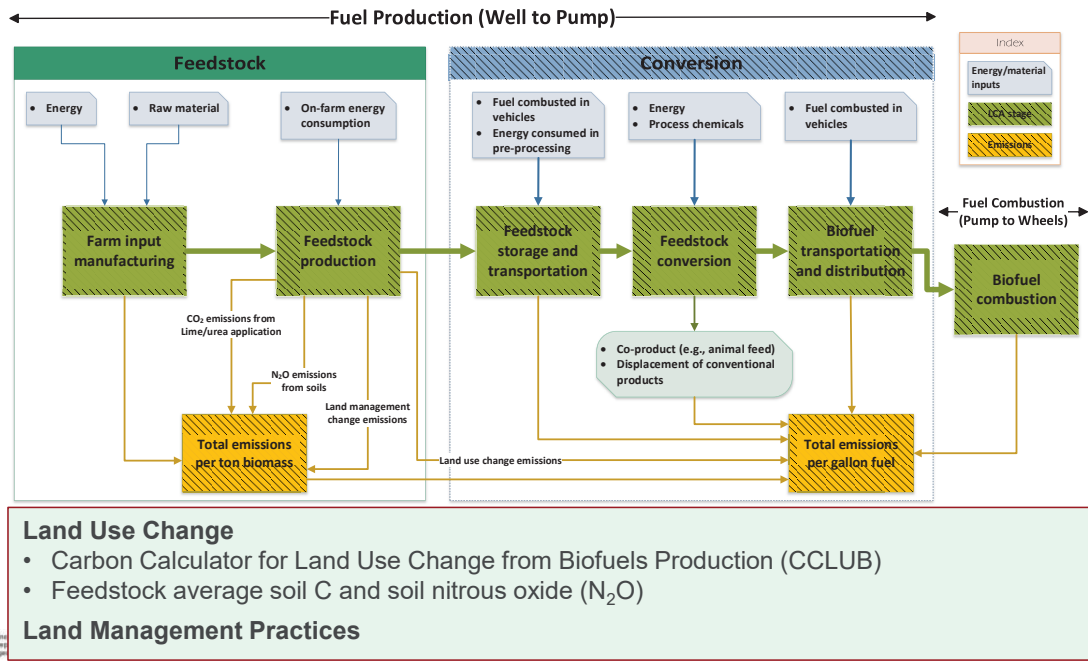 Fuel Production (Well to Pump)
Index
Energy/material
inputs
LCA stage
Emissions
Feedstock
Conversion
• Energy
• Raw material
• On-farm energy
consumption
• Fuel combusted in
vehicles
• Energy consumed in
pre-processing
• Energy
• Process chemicals
• Fuel combusted in
vehicles
Fuel Combustion
(Pump to Wheels)
Farm input
manufacturing
Feedstock
production
Feedstock
storage and
transportation
Feedstock
conversion
Biofuel
transportation
and distribution
Biofuel
combustion
CO₂ emissions from
Lime/urea application
N₂O emissions
from soils
Land management
change emissions
• Co-product (e.g., animal feed)
• Displacement of conventional
products
Total emissions
per ton biomass
Land use change emissions
Total emissions
per gallon fuel
Land Use Change
• Carbon Calculator for Land Use Change from Biofuels Production (CCLUB)
• Feedstock average soil C and soil nitrous oxide (N₂O)
Land Management Practices